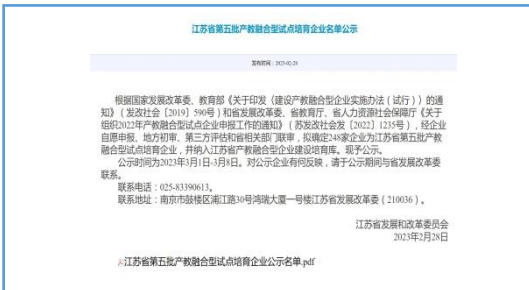 江苏省第五批产教融合型试点培育企业名单公示
发布时间：2023-02-28
根据国家发展改革委、教育部《关于印发〈建设产教融合型企业实施办法（试行）〉的通
知》（发改社会〔2019〕590号）和省发展改革委、省教育厅、省人力资源社会保障厅《关于
组织2022年产教融合型试点企业申报工作的通知》（苏发改社会发〔2022〕1235号），经企业
自愿申报、地方初审、第三方评估和省相关部门联审，拟确定248家企业为江苏省第五批产教
融合型试点培育企业，并纳入江苏省产教融合型企业建设培育库。现予公示。
公示时间为2023年3月1日-3月8日。对公示企业有何反映，请于公示期间与省发展改革委
联系。
联系电话：025-83390613。
联系地址：南京市鼓楼区浦江路30号鸿瑞大厦一号楼江苏省发展改革委（210036）。
江苏省发展和改革委员会
2023年2月28日
江苏省第五批产教融合型试点培育企业公示名单.pdf